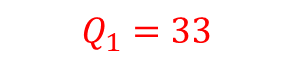 Q₁ = 33